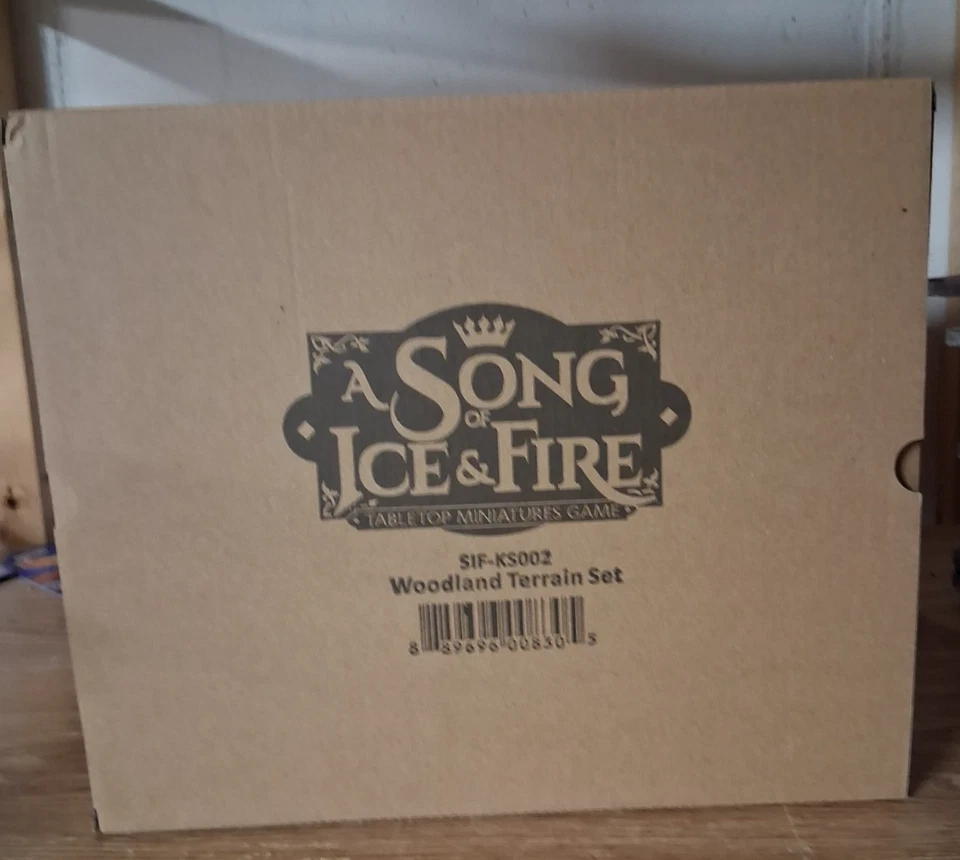 A SONG
OF
ICE & FIRE
TABLETOP MINIATURES GAME
SIF-KS002
Woodland Terrain Set
8 89696 00830 5